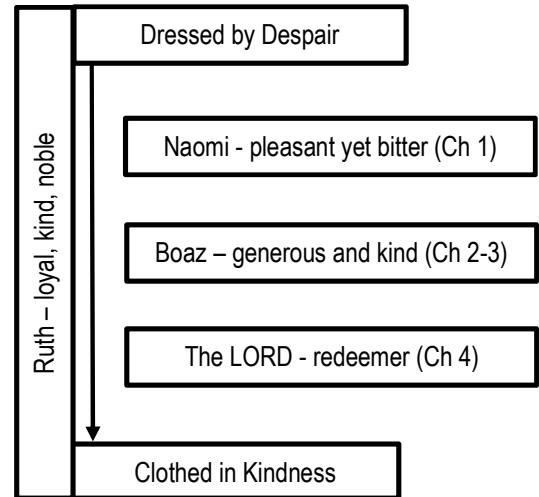 Dressed by Despair
Ruth – loyal, kind, noble
Naomi - pleasant yet bitter (Ch 1)
Boaz – generous and kind (Ch 2-3)
The LORD - redeemer (Ch 4)
Clothed in Kindness